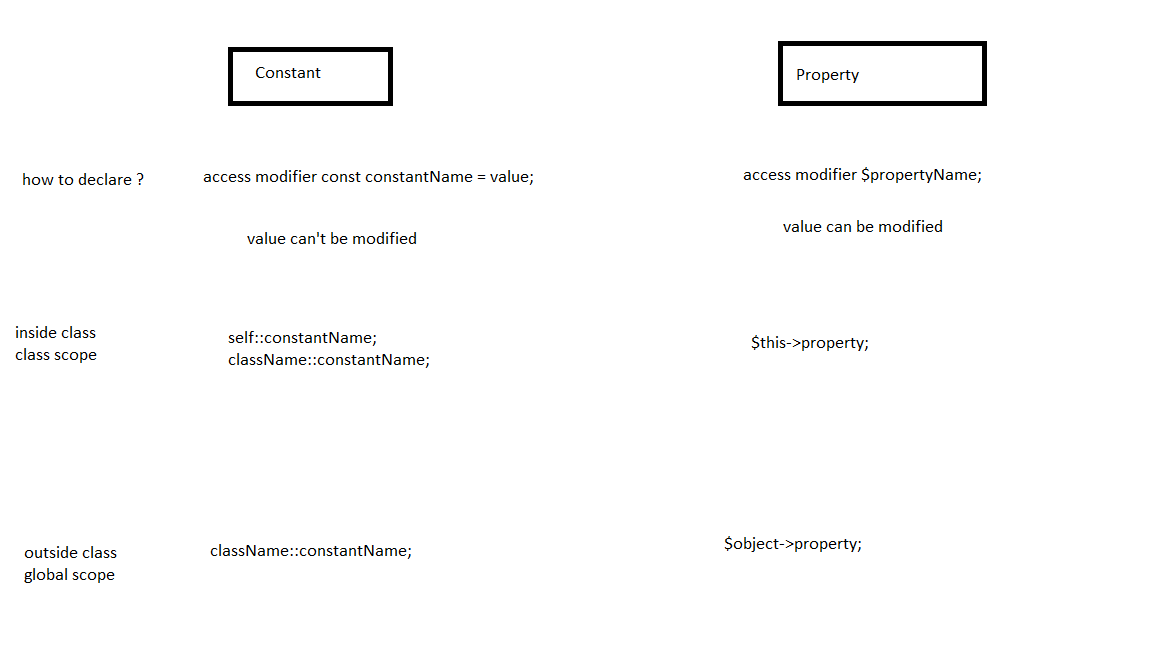 Constant
Property
how to declare ?
access modifier const constantName = value;
access modifier $propertyName;
value can't be modified
value can be modified
inside class
class scope
self::constantName;
className::constantName;
$this->property;
outside class
global scope
className::constantName;
$object->property;